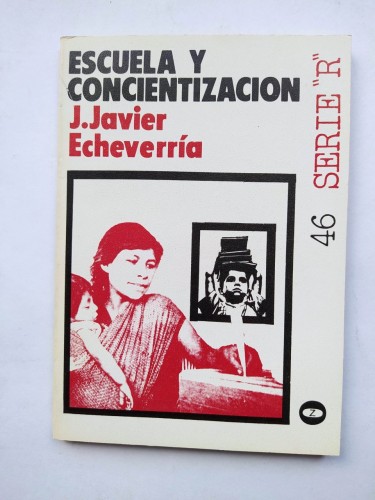 ESCUELA Y
CONCIENTIZACION
J.Javier
Echeverría
46 SERIE "R"
Z